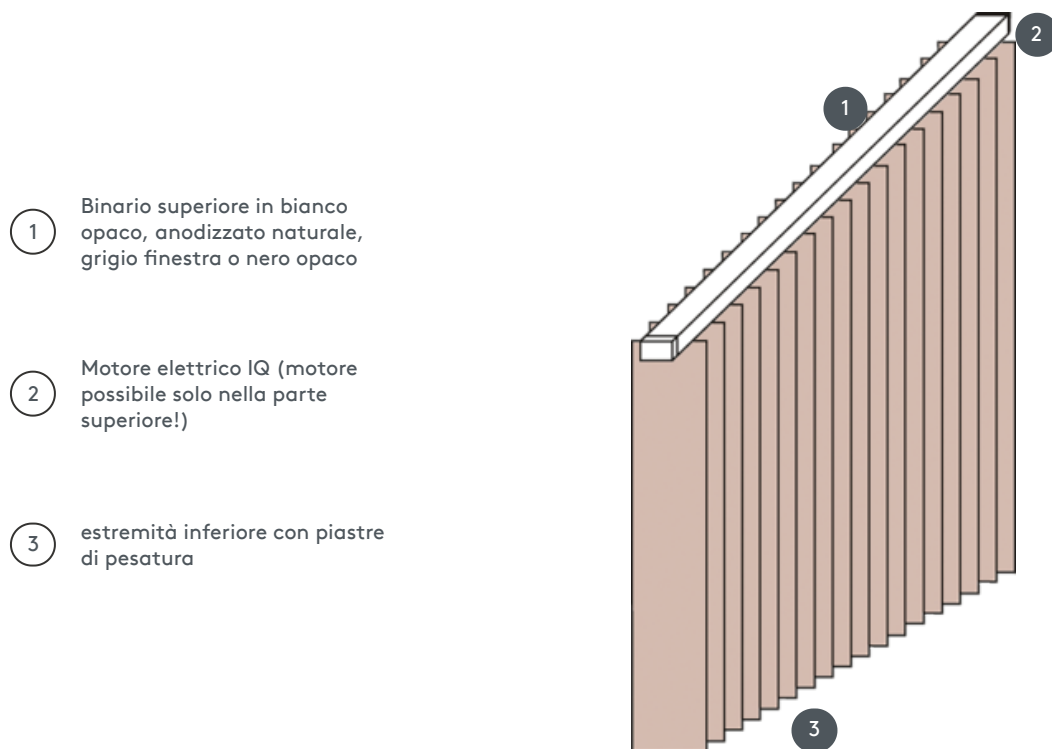 1
Binario superiore in bianco
opaco, anodizzato naturale,
grigio finestra o nero opaco
2
Motore elettrico IQ (motore
possibile solo nella parte
superiore!)
3
estremità inferiore con piastre
di pesatura
2
1
3